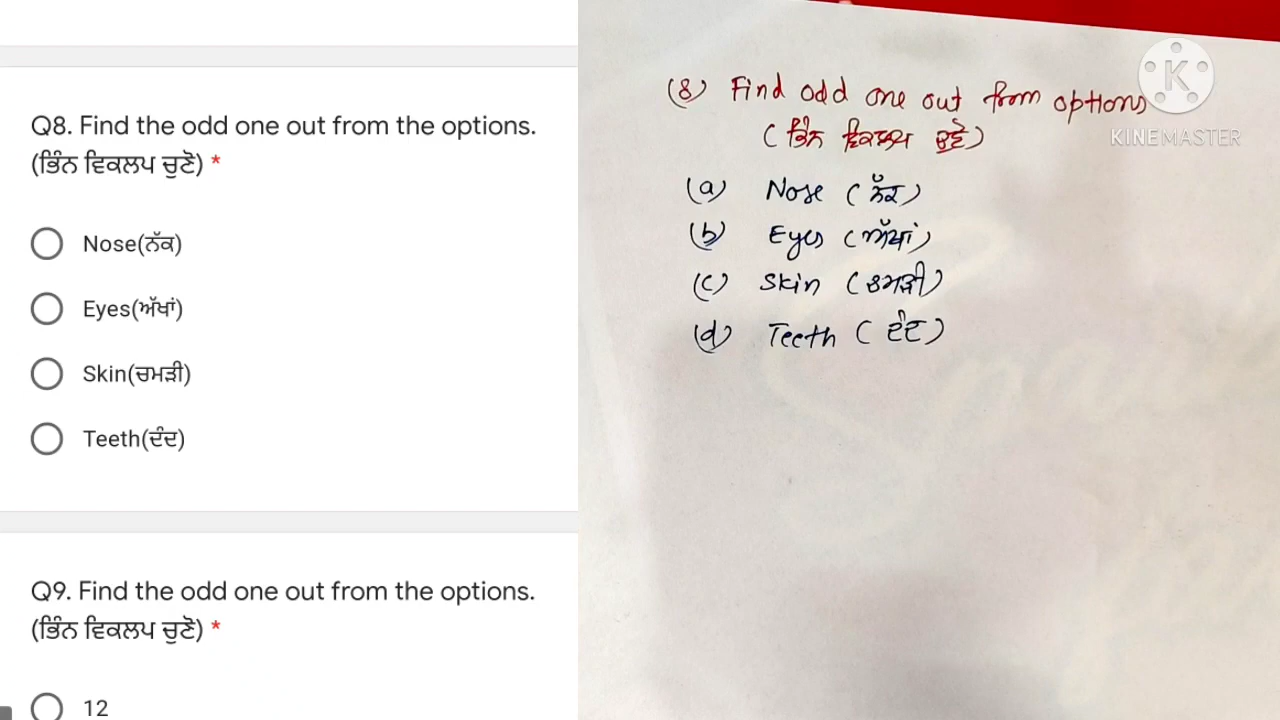 Q8. Find the odd one out from the options.
(ਭਿੰਨ ਵਿਕਲਪ ਚੁਣੋ) *
Nose(ਨੱਕ)
Eyes(ਅੱਖਾਂ)
Skin(ਚਮੜੀ)
Teeth(ਦੰਦ)
Q9. Find the odd one out from the options.
(ਭਿੰਨ ਵਿਕਲਪ ਚੁਣੋ) *
12
(8) Find odd one out from options
(ਭਿੰਨ ਵਿਕਲਪ ਚੁਣੋ)
(a) Nose (ਨੱਕ)
(b) Eyes (ਅੱਖਾਂ)
(c) Skin (ਚਮੜੀ)
(d) Teeth (ਦੰਦ)
K
KINEMASTER